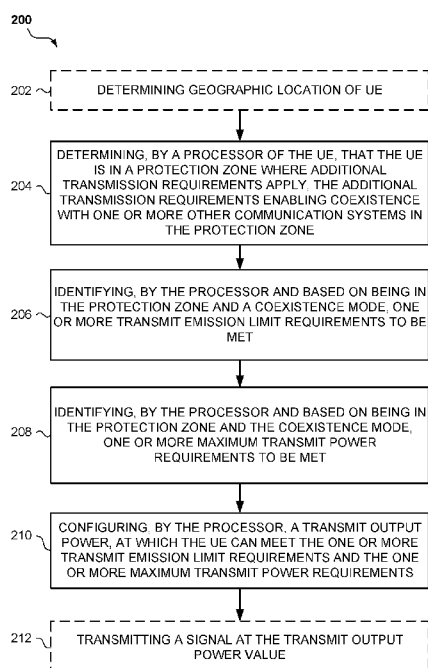 200
202
DETERMINING GEOGRAPHIC LOCATION OF UE
204
DETERMINING, BY A PROCESSOR OF THE UE, THAT THE UE
IS IN A PROTECTION ZONE WHERE ADDITIONAL
TRANSMISSION REQUIREMENTS APPLY, THE ADDITIONAL
TRANSMISSION REQUIREMENTS ENABLING COEXISTENCE
WITH ONE OR MORE OTHER COMMUNICATION SYSTEMS IN
THE PROTECTION ZONE
206
IDENTIFYING, BY THE PROCESSOR AND BASED ON BEING IN
THE PROTECTION ZONE AND A COEXISTENCE MODE, ONE
OR MORE TRANSMIT EMISSION LIMIT REQUIREMENTS TO BE
MET
208
IDENTIFYING, BY THE PROCESSOR AND BASED ON BEING IN
THE PROTECTION ZONE AND THE COEXISTENCE MODE,
ONE OR MORE MAXIMUM TRANSMIT POWER
REQUIREMENTS TO BE MET
210
CONFIGURING, BY THE PROCESSOR, A TRANSMIT OUTPUT
POWER, AT WHICH THE UE CAN MEET THE ONE OR MORE
TRANSMIT EMISSION LIMIT REQUIREMENTS AND THE ONE
OR MORE MAXIMUM TRANSMIT POWER REQUIREMENTS
212
TRANSMITTING A SIGNAL AT THE TRANSMIT OUTPUT
POWER VALUE